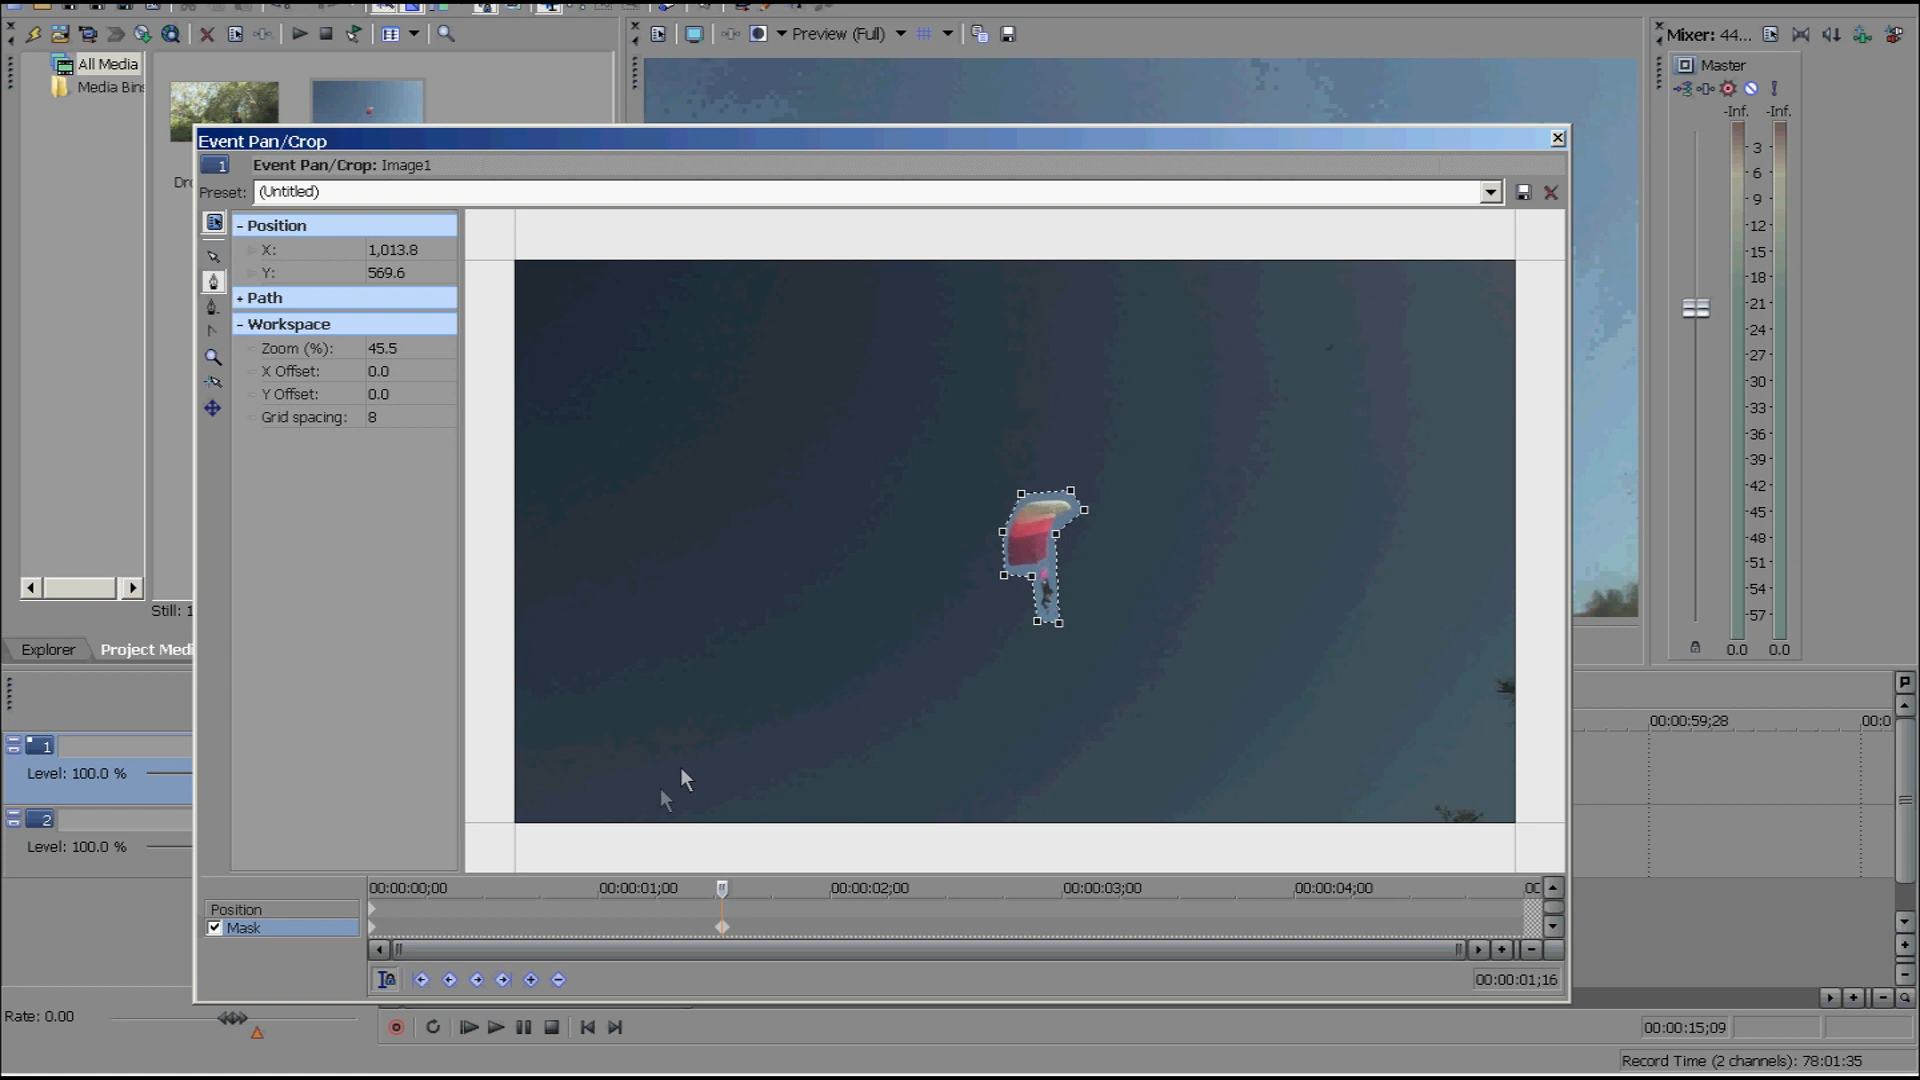 Preview (Full)
Mixer: 44...
All Media
Media Bins
Master
-Inf. -Inf.
Event Pan/Crop
1
Event Pan/Crop: Image1
Preset: (Untitled)
- Position
X: 1,013.8
Y: 569.6
+ Path
- Workspace
Zoom (%): 45.5
X Offset: 0.0
Y Offset: 0.0
Grid spacing: 8
3
6
9
-12-
-15-
-18-
-21-
-24-
-27-
-30-
-33-
-36-
-39-
-42-
-45-
-48-
-51-
-54-
-57-
0.0 0.0
Still: 1
Explorer
Project Medi
1
Level: 100.0 %
2
Level: 100.0 %
00:00:59;28
00:0
00:00:00;00
00:00:01;00
00:00:02;00
00:00:03;00
00:00:04;00
Position
Mask
00:00:01;16
Rate: 0.00
00:00:15;09
Record Time (2 channels): 78:01:35